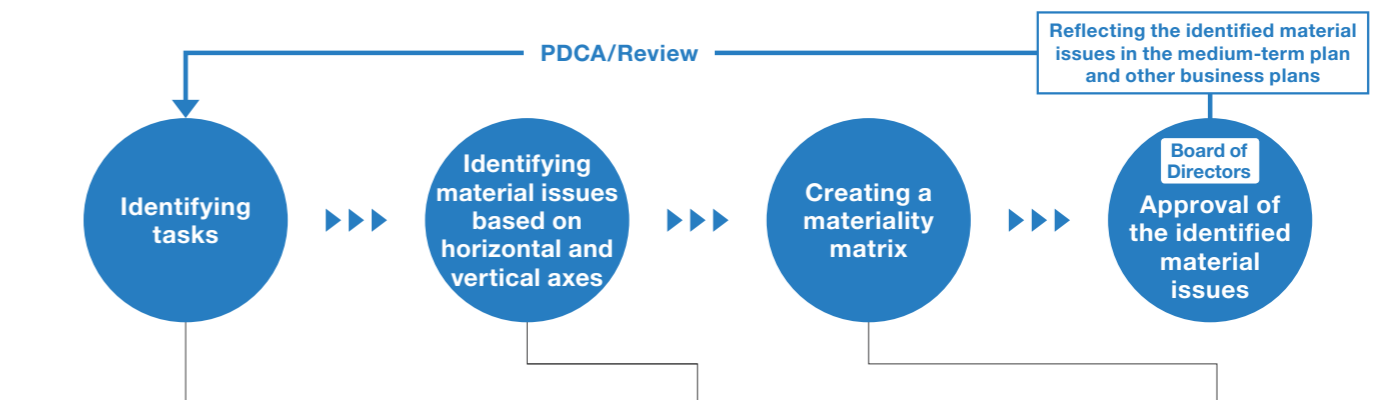 PDCA/Review
Reflecting the identified material
issues in the medium-term plan
and other business plans
Identifying
tasks
Identifying
material issues
based on
horizontal and
vertical axes
Creating a
materiality
matrix
Board of
Directors
Approval of
the identified
material
issues